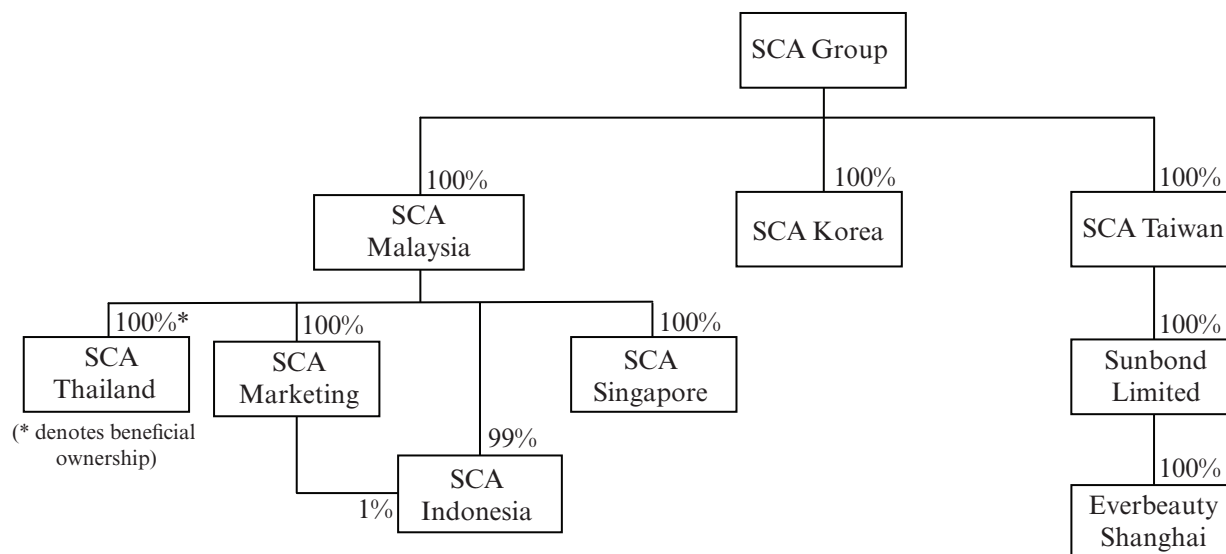 SCA Group
100%
SCA
Malaysia
100%
SCA Korea
100%
SCA Taiwan
100%*
SCA
Thailand
(* denotes beneficial
ownership)
100%
SCA
Marketing
100%
SCA
Singapore
100%
Sunbond
Limited
99%
1%
SCA
Indonesia
100%
Everbeauty
Shanghai